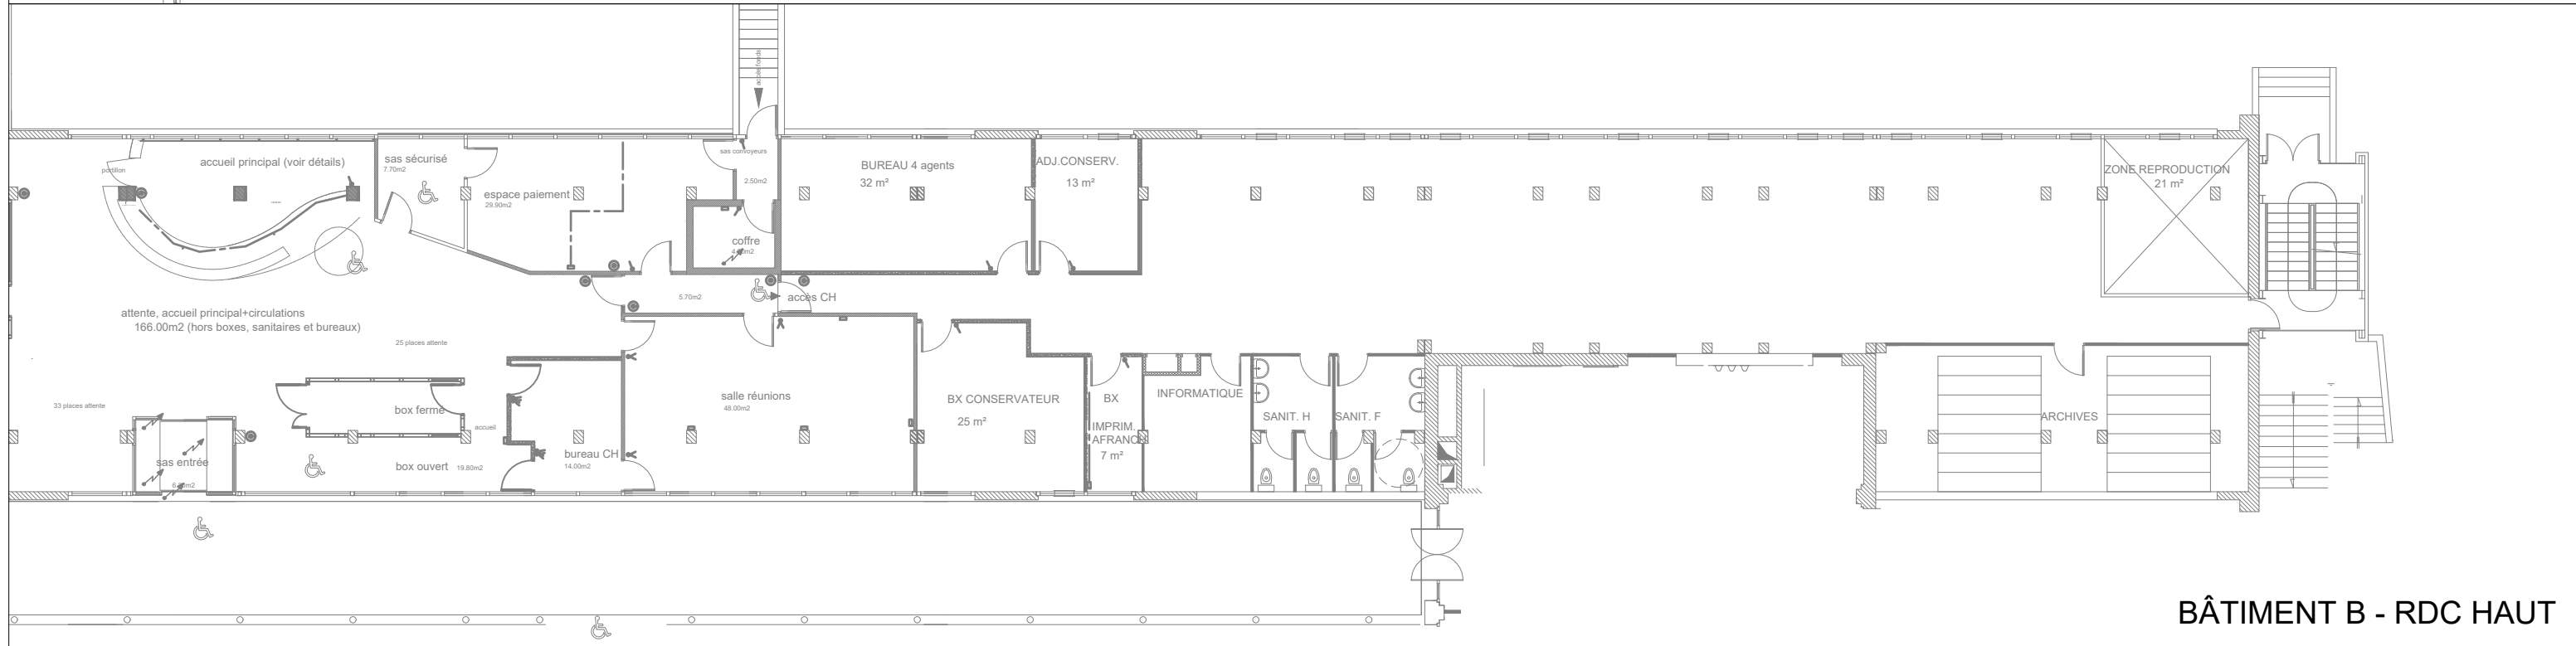 accès fonds
accueil principal (voir détails)
portillon
sas sécurisé
7.70m2
espace paiement
29.90m2
sas convoyeurs
2.50m2
coffre
BUREAU 4 agents
32 m²
ADJ.CONSERV.
13 m²
ZONE REPRODUCTION
21 m²
5.70m2
accès CH
attente, accueil principal+circulations
166.00m2 (hors boxes, sanitaires et bureaux)
25 places attente
33 places attente
box fermé
accueil
sas entrée
box ouvert
19.80m2
bureau CH
14.00m2
salle réunions
48.00m2
BX CONSERVATEUR
25 m²
BX
IMPRIM.
AFRANCH
7 m²
INFORMATIQUE
SANIT. H
SANIT. F
ARCHIVES
BÂTIMENT B - RDC HAUT